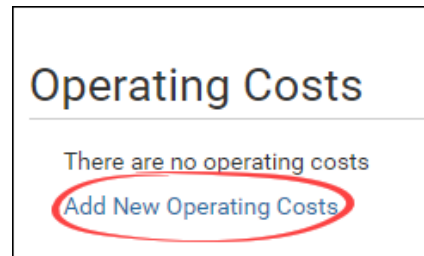 Operating Costs
There are no operating costs
Add New Operating Costs